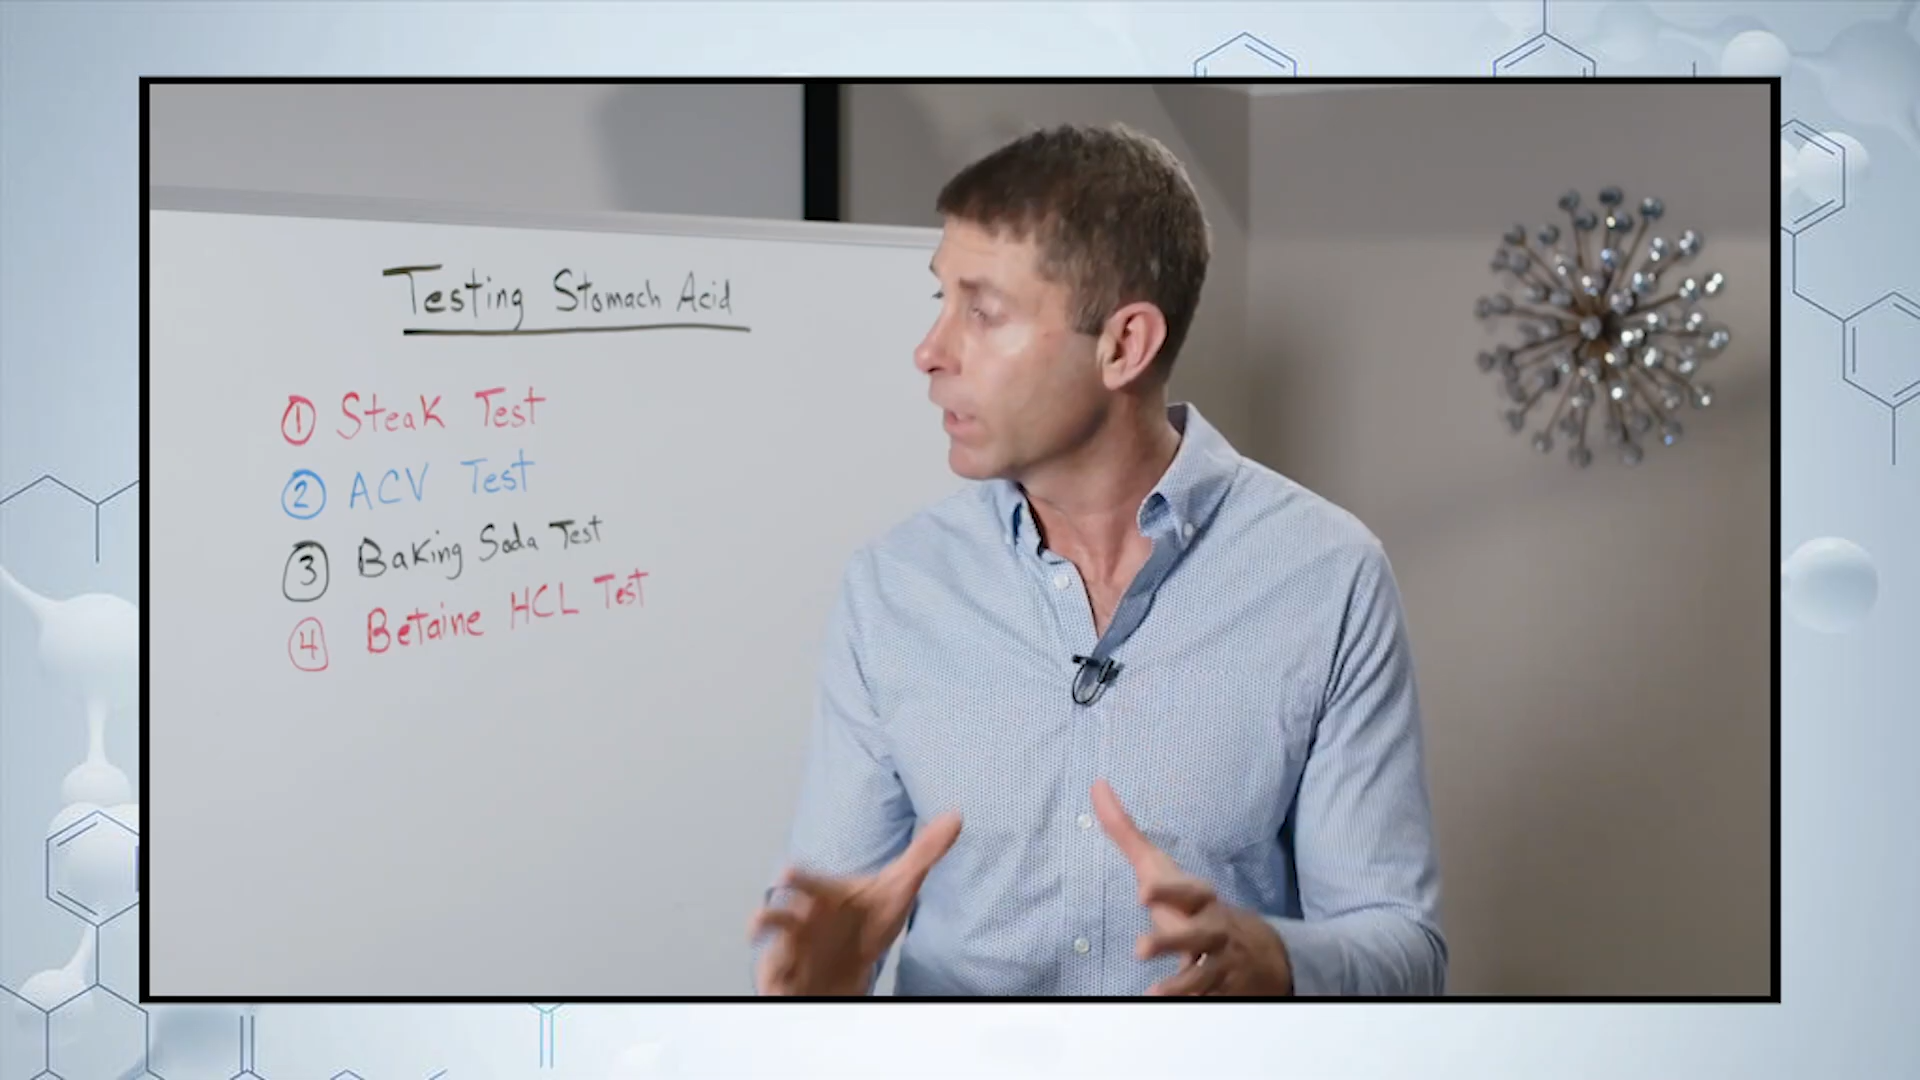 Testing Stomach Acid
1 Steak Test
2 ACV Test
3 Baking Soda Test
4 Betaine HCL Test